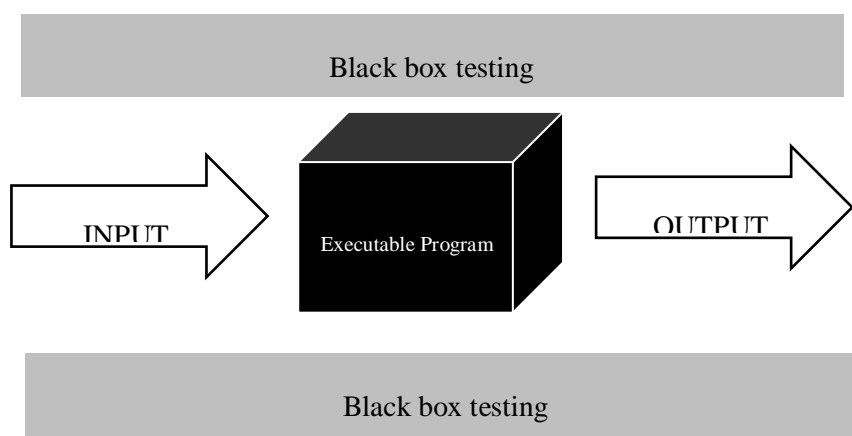 Black box testing
INPUT
Executable Program
OUTPUT
Black box testing